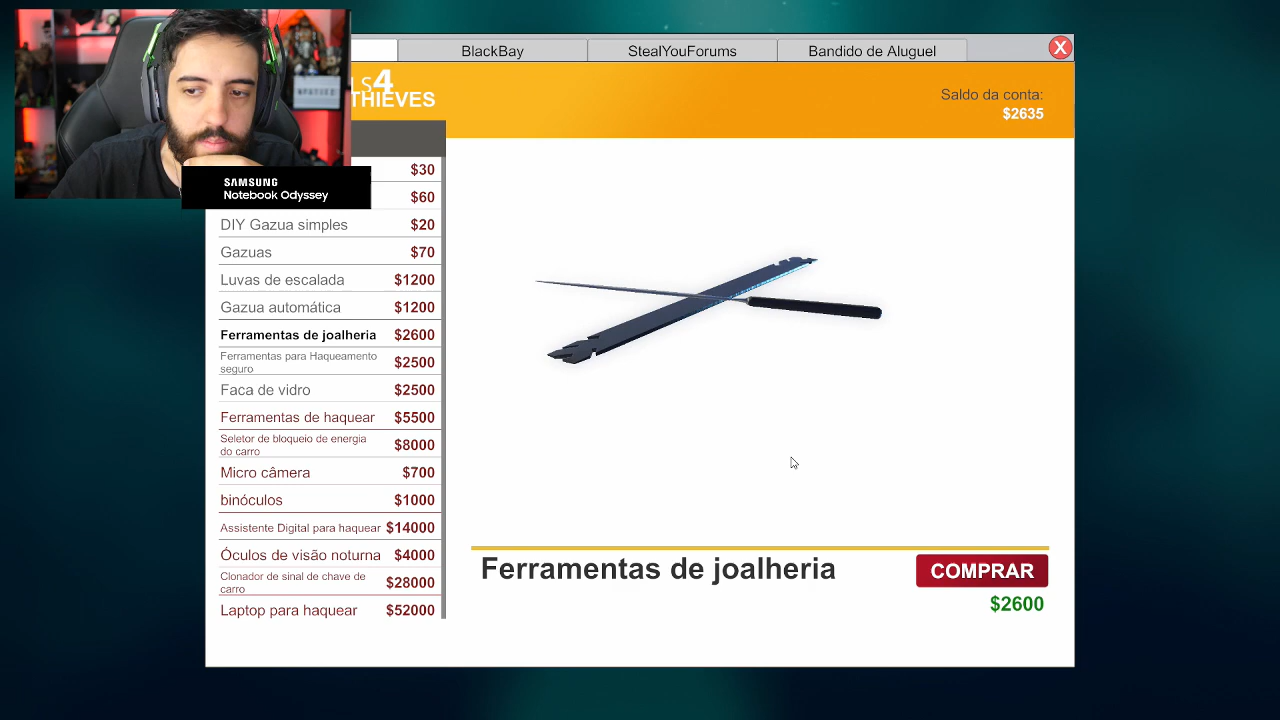 BlackBay
StealYouForums
Bandido de Aluguel
X
LS4
THIEVES
Saldo da conta:
$2635
SAMSUNG
Notebook Odyssey
$30
$60
DIY Gazua simples $20
Gazuas $70
Luvas de escalada $1200
Gazua automática $1200
Ferramentas de joalheria $2600
Ferramentas para Haqueamento
seguro $2500
Faca de vidro $2500
Ferramentas de haquear $5500
Seletor de bloqueio de energia
do carro $8000
Micro câmera $700
binóculos $1000
Assistente Digital para haquear $14000
Óculos de visão noturna $4000
Clonador de sinal de chave de
carro $28000
Laptop para haquear $52000
Ferramentas de joalheria
COMPRAR
$2600